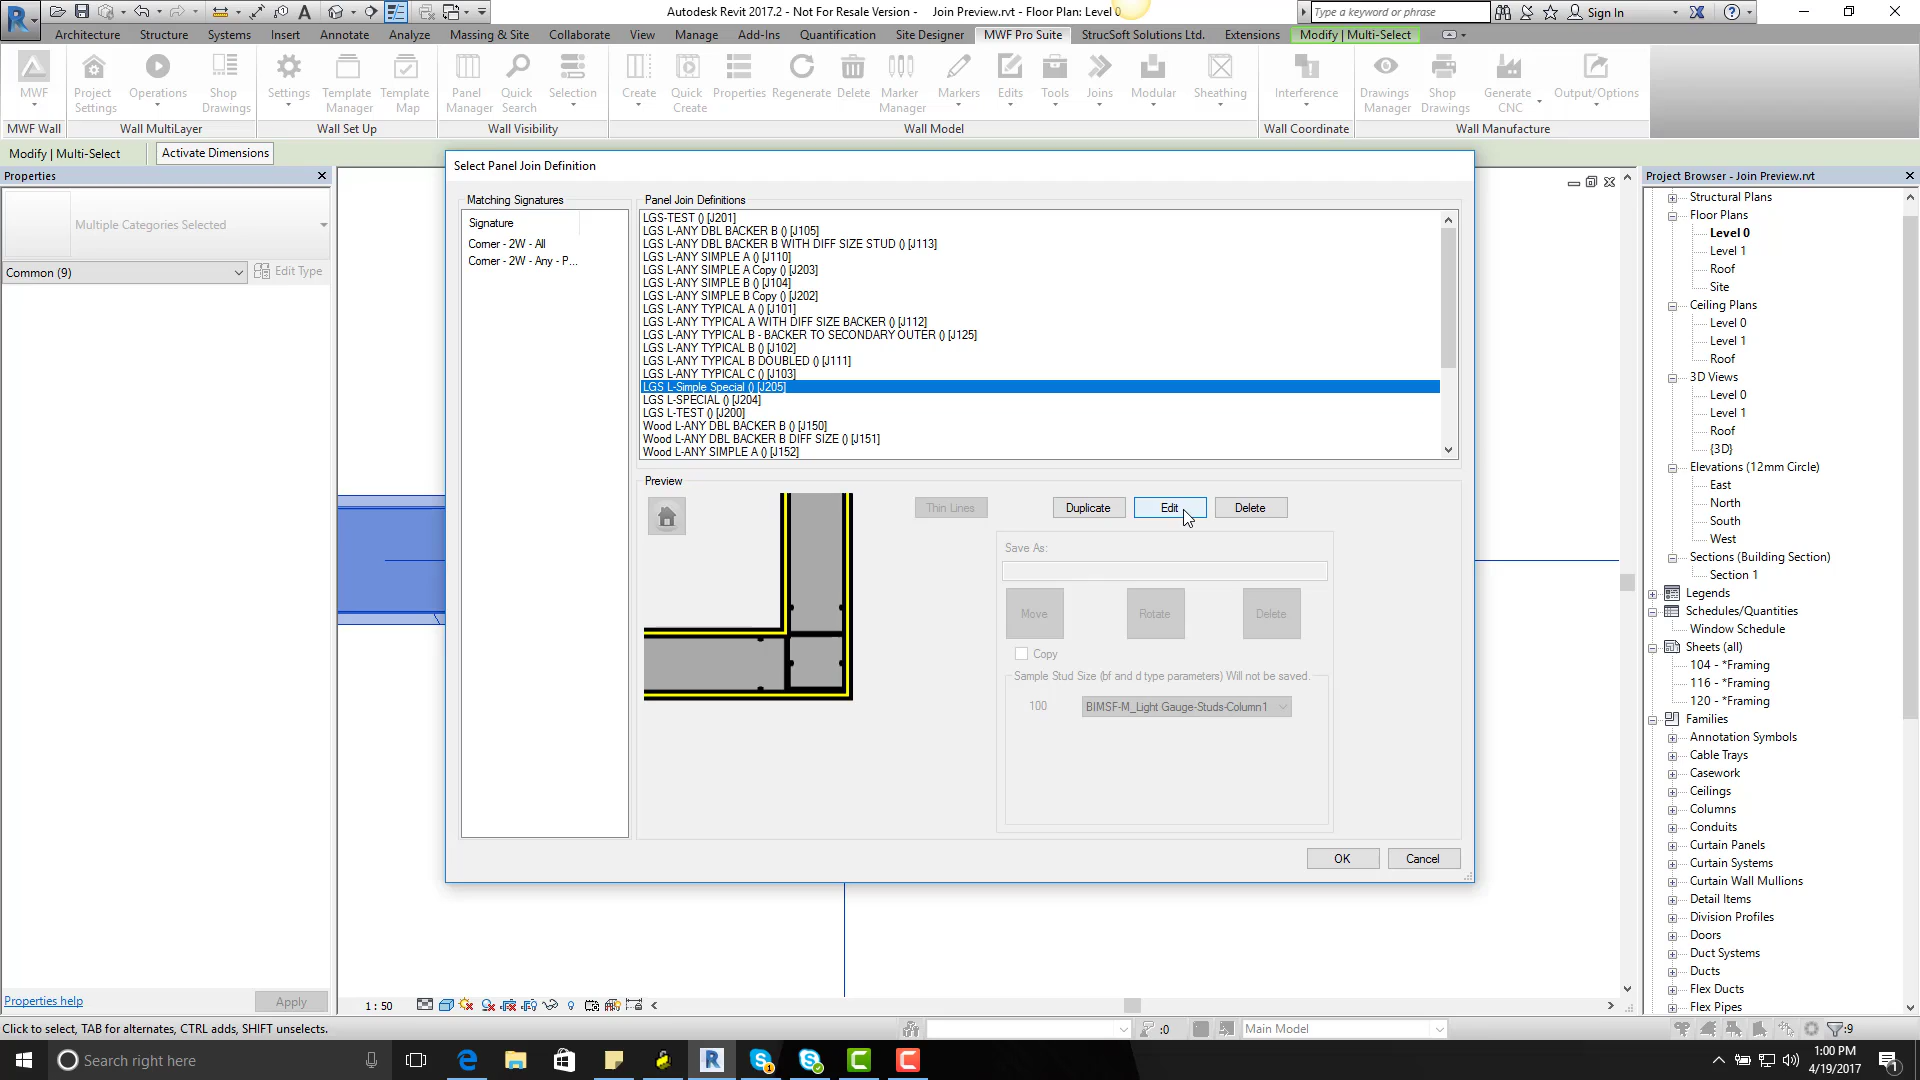 Autodesk Revit 2017.2 - Not For Resale Version - Join Preview.rvt - Floor Plan: Level 0
Type a keyword or phrase
Sign In
Architecture Structure Systems Insert Annotate Analyze Massing & Site Collaborate View Manage Add-Ins Quantification Site Designer MWF Pro Suite StrucSoft Solutions Ltd. Extensions Modify | Multi-Select
MWF Project Settings Operations Shop Drawings Settings Template Manager Template Map Panel Manager Quick Search Selection Create Quick Create Properties Regenerate Delete Marker Manager Markers Edits Tools Joins Modular Sheathing Interference Drawings Manager Shop Drawings Generate CNC Output/Options
MWF Wall Wall MultiLayer Wall Set Up Wall Visibility Wall Model Wall Coordinate Wall Manufacture
Modify | Multi-Select Activate Dimensions
Properties
Multiple Categories Selected
Common (9) Edit Type
Properties help Apply
Select Panel Join Definition
Matching Signatures
Signature
Corner - 2W - All
Corner - 2W - Any - P...
Panel Join Definitions
LGS-TEST () [J201]
LGS L-ANY DBL BACKER B () [J105]
LGS L-ANY DBL BACKER B WITH DIFF SIZE STUD () [J113]
LGS L-ANY SIMPLE A () [J110]
LGS L-ANY SIMPLE A Copy () [J203]
LGS L-ANY SIMPLE B () [J104]
LGS L-ANY SIMPLE B Copy () [J202]
LGS L-ANY TYPICAL A () [J101]
LGS L-ANY TYPICAL A WITH DIFF SIZE BACKER () [J112]
LGS L-ANY TYPICAL B - BACKER TO SECONDARY OUTER () [J125]
LGS L-ANY TYPICAL B () [J102]
LGS L-ANY TYPICAL B DOUBLED () [J111]
LGS L-ANY TYPICAL C () [J103]
LGS L-Simple Special () [J205]
LGS L-SPECIAL () [J204]
LGS L-TEST () [J200]
Wood L-ANY DBL BACKER B () [J150]
Wood L-ANY DBL BACKER B DIFF SIZE () [J151]
Wood L-ANY SIMPLE A () [J152]
Preview
Thin Lines Duplicate Edit Delete
Save As:
Move Rotate Delete
Copy
Sample Stud Size (bf and d type parameters) Will not be saved.
100 BIMSF-M_Light Gauge-Studs-Column1
OK Cancel
Project Browser - Join Preview.rvt
Structural Plans
Floor Plans
Level 0
Level 1
Roof
Site
Ceiling Plans
Level 0
Level 1
Roof
3D Views
Level 0
Level 1
Roof
{3D}
Elevations (12mm Circle)
East
North
South
West
Sections (Building Section)
Section 1
Legends
Schedules/Quantities
Window Schedule
Sheets (all)
104 - *Framing
116 - *Framing
120 - *Framing
Families
Annotation Symbols
Cable Trays
Casework
Ceilings
Columns
Conduits
Curtain Panels
Curtain Systems
Curtain Wall Mullions
Detail Items
Division Profiles
Doors
Duct Systems
Ducts
Flex Ducts
Flex Pipes
1 : 50
Click to select, TAB for alternates, CTRL adds, SHIFT unselects.
:0 Main Model :9
Search right here
1:00 PM
4/19/2017